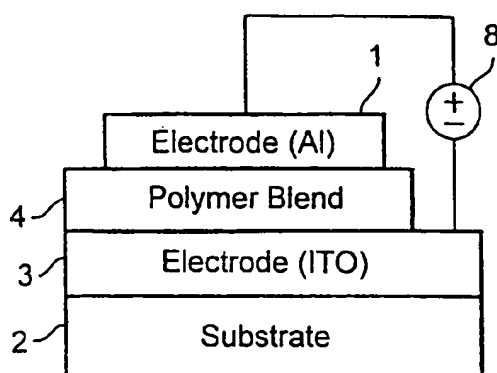 1
8
+
−
Electrode (Al)
4
Polymer Blend
3
Electrode (ITO)
2
Substrate